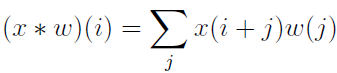 (x ∗ w)(i) = ∑_j x(i + j)w(j)